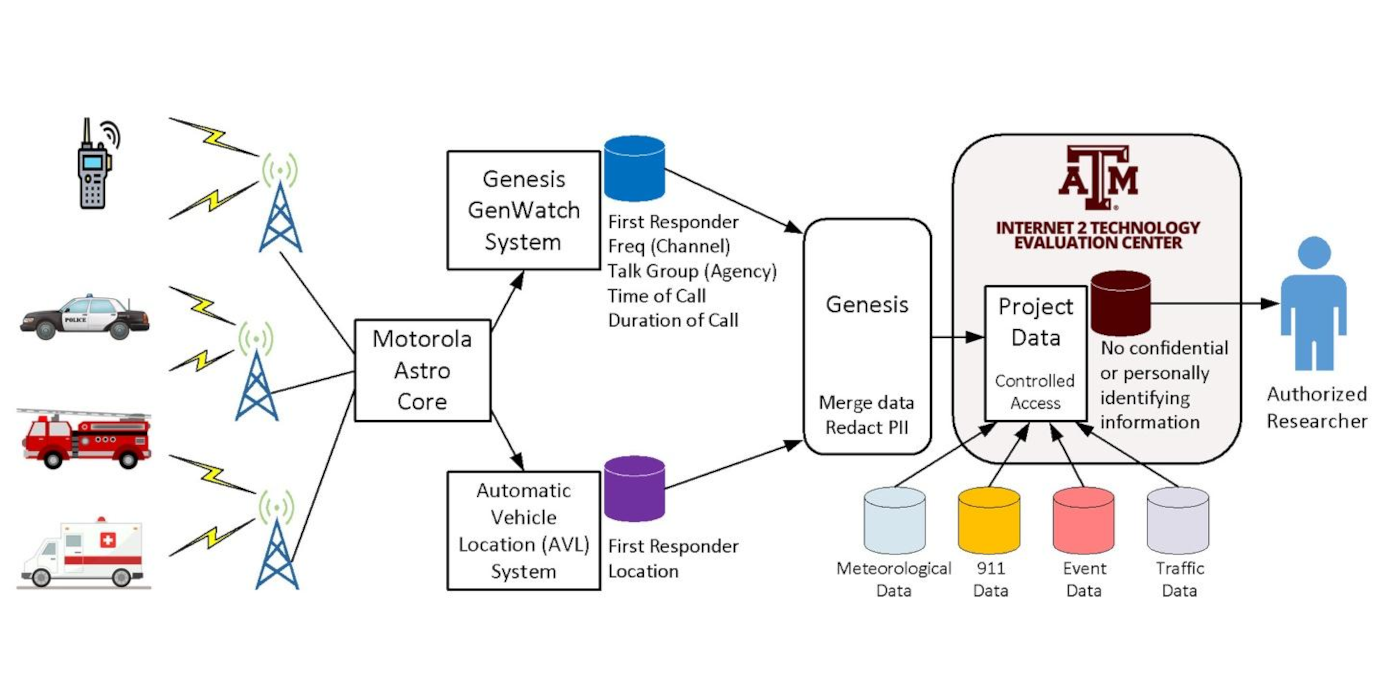 POLICE
Motorola
Astro
Core
Genesis
GenWatch
System
First Responder
Freq (Channel)
Talk Group (Agency)
Time of Call
Duration of Call
Automatic
Vehicle
Location (AVL)
System
First Responder
Location
Genesis
Merge data
Redact PII
ATM
INTERNET 2 TECHNOLOGY
EVALUATION CENTER
Project
Data
Controlled
Access
No confidential
or personally
identifying
information
Meteorological
Data
911
Data
Event
Data
Traffic
Data
Authorized
Researcher